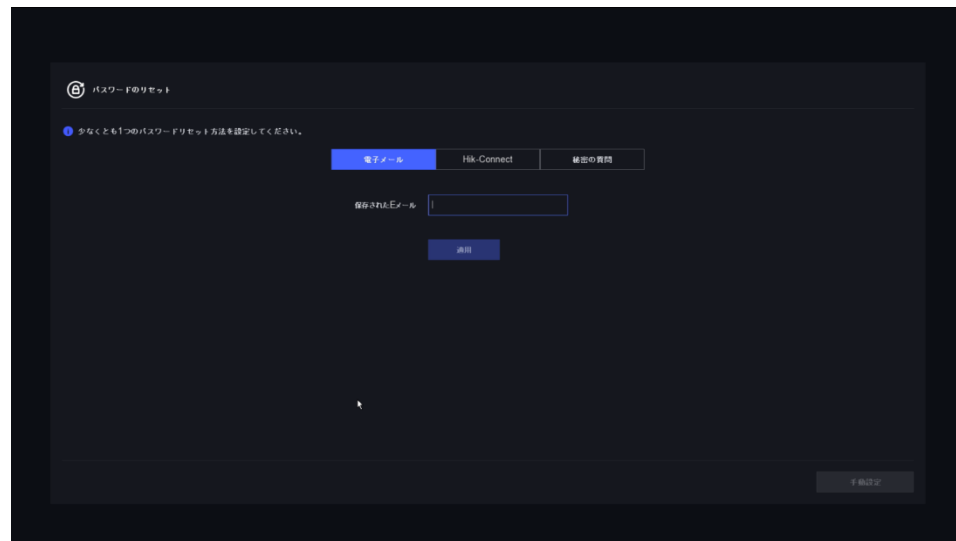 パスワードのリセット
少なくとも1つのパスワードリセット方法を設定してください。
電子メール
Hik-Connect
秘密の質問
保存されたEメール
適用
手動設定